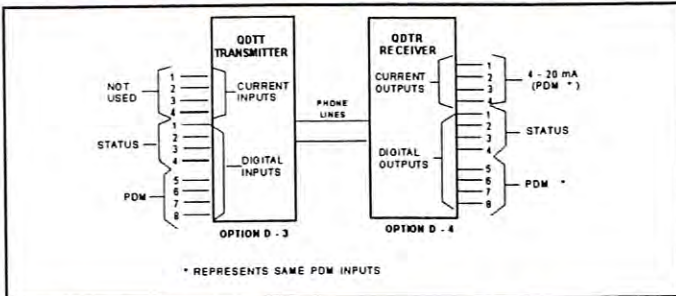 QDTT
TRANSMITTER
NOT
USED
1
2
3
4
CURRENT
INPUTS
STATUS
1
2
3
4
PDM
5
6
7
8
DIGITAL
INPUTS
OPTION D - 3
PHONE
LINES
QDTR
RECEIVER
CURRENT
OUTPUTS
1
2
3
4
4 - 20 mA
(PDM *)
DIGITAL
OUTPUTS
1
2
3
4
STATUS
5
6
7
8
PDM *
OPTION D - 4
* REPRESENTS SAME PDM INPUTS